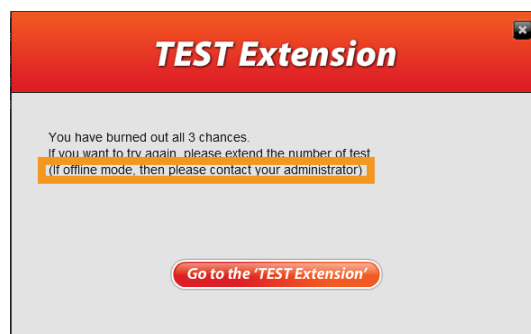 TEST Extension
You have burned out all 3 chances.
If you want to try again, please extend the number of test
(If offline mode, then please contact your administrator)
Go to the 'TEST Extension'